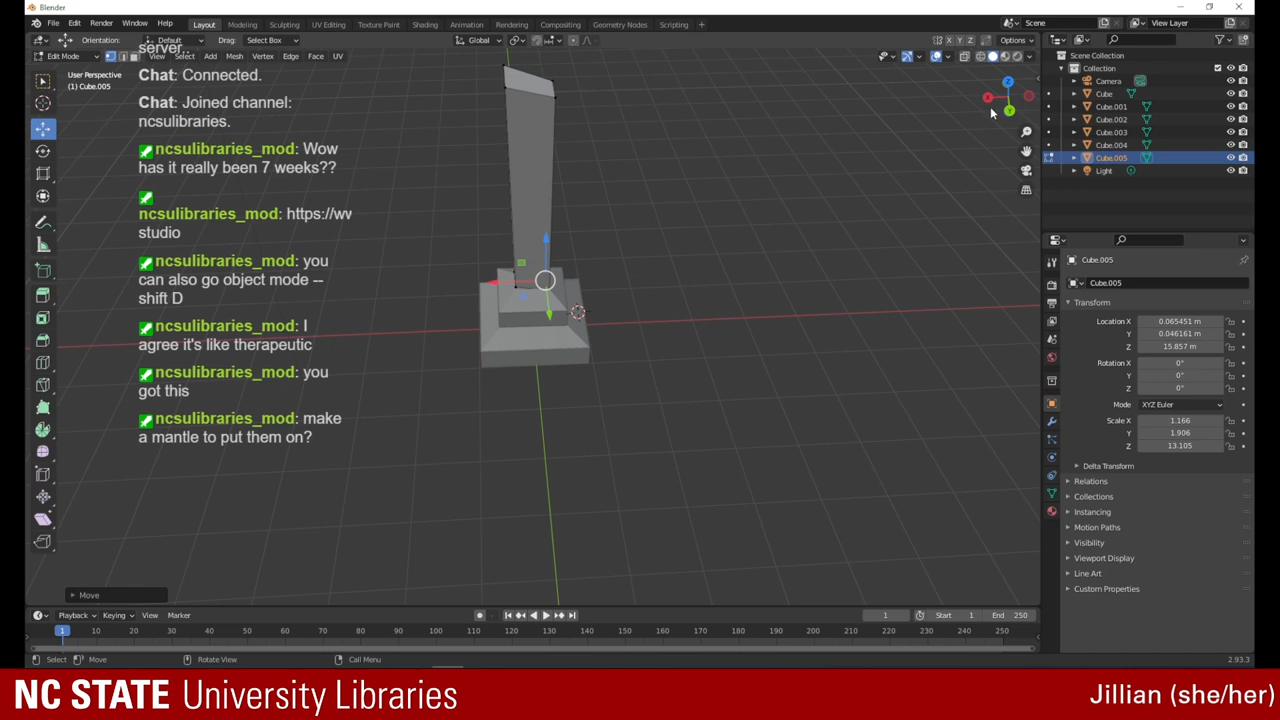 Blender
File Edit Render Window Help Layout Modeling Sculpting UV Editing Texture Paint Shading Animation Rendering Compositing Geometry Nodes Scripting Scene View Layer
Orientation: Default Drag: Select Box Global X Y Z Options
Edit Mode View Select Add Mesh Vertex Edge Face UV
server..
User Perspective
(1) Cube.005
Chat: Connected.
Chat: Joined channel:
ncsulibraries.
ncsulibraries_mod: Wow
has it really been 7 weeks??
ncsulibraries_mod: https://ww
studio
ncsulibraries_mod: you
can also go object mode --
shift D
ncsulibraries_mod: I
agree it's like therapeutic
ncsulibraries_mod: you
got this
ncsulibraries_mod: make
a mantle to put them on?
Z
X
Y
Scene Collection
Collection
Camera
Cube
Cube.001
Cube.002
Cube.003
Cube.004
Cube.005
Light
Cube.005
Cube.005
Transform
Location X 0.065451 m
Y 0.046161 m
Z 15.857 m
Rotation X 0°
Y 0°
Z 0°
Mode XYZ Euler
Scale X 1.166
Y 1.906
Z 13.105
Delta Transform
Relations
Collections
Instancing
Motion Paths
Visibility
Viewport Display
Line Art
Custom Properties
Move
Playback Keying View Marker 1 Start 1 End 250
1 10 20 30 40 50 60 70 80 90 100 110 120 130 140 150 160 170 180 190 200 210 220 230 240 250
Select Move Rotate View Call Menu 2.93.3
NC STATE University Libraries
Jillian (she/her)